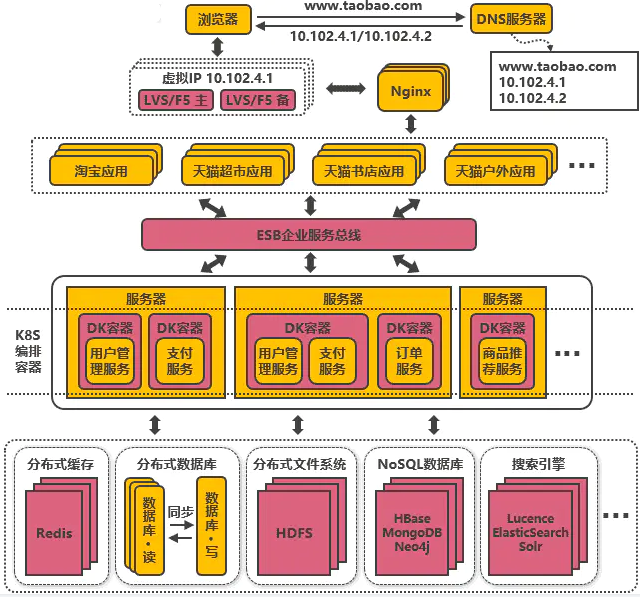 www.taobao.com
浏览器
DNS服务器
10.102.4.1/10.102.4.2
虚拟IP 10.102.4.1
LVS/F5 主
LVS/F5 备
Nginx
www.taobao.com
10.102.4.1
10.102.4.2
淘宝应用
天猫超市应用
天猫书店应用
天猫户外应用
ESB企业服务总线
K8S
编排
容器
服务器
DK容器
用户管
理服务
DK容器
支付
服务
服务器
DK容器
用户管
理服务
支付
服务
DK容器
订单
服务
服务器
DK容器
商品推
荐服务
分布式缓存
Redis
分布式数据库
数据库·读
同步
数据库·写
分布式文件系统
HDFS
NoSQL数据库
HBase
MongoDB
Neo4j
搜索引擎
Lucence
ElasticSearch
Solr